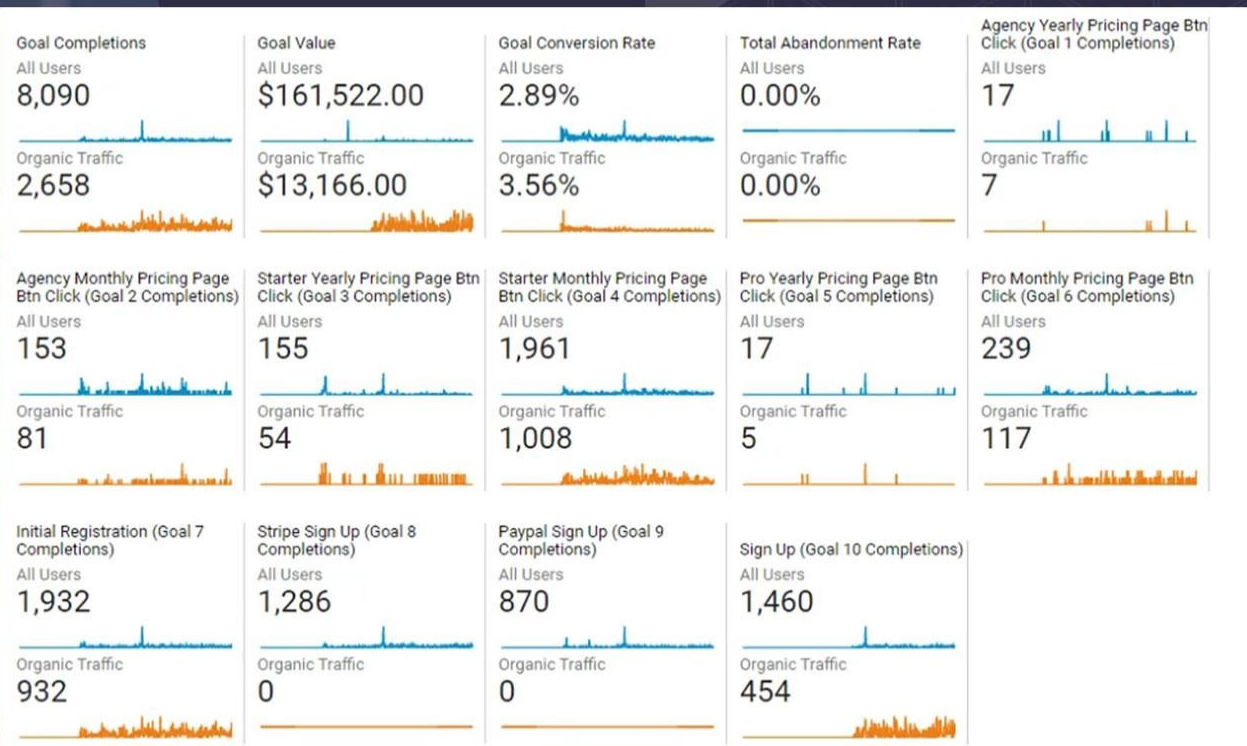 Goal Completions
All Users
8,090
Organic Traffic
2,658
Goal Value
All Users
$161,522.00
Organic Traffic
$13,166.00
Goal Conversion Rate
All Users
2.89%
Organic Traffic
3.56%
Total Abandonment Rate
All Users
0.00%
Organic Traffic
0.00%
Agency Yearly Pricing Page Btn
Click (Goal 1 Completions)
All Users
17
Organic Traffic
7
Agency Monthly Pricing Page
Btn Click (Goal 2 Completions)
All Users
153
Organic Traffic
81
Starter Yearly Pricing Page Btn
Click (Goal 3 Completions)
All Users
155
Organic Traffic
54
Starter Monthly Pricing Page
Btn Click (Goal 4 Completions)
All Users
1,961
Organic Traffic
1,008
Pro Yearly Pricing Page Btn
Click (Goal 5 Completions)
All Users
17
Organic Traffic
5
Pro Monthly Pricing Page Btn
Click (Goal 6 Completions)
All Users
239
Organic Traffic
117
Initial Registration (Goal 7
Completions)
All Users
1,932
Organic Traffic
932
Stripe Sign Up (Goal 8
Completions)
All Users
1,286
Organic Traffic
0
Paypal Sign Up (Goal 9
Completions)
All Users
870
Organic Traffic
0
Sign Up (Goal 10 Completions)
All Users
1,460
Organic Traffic
454